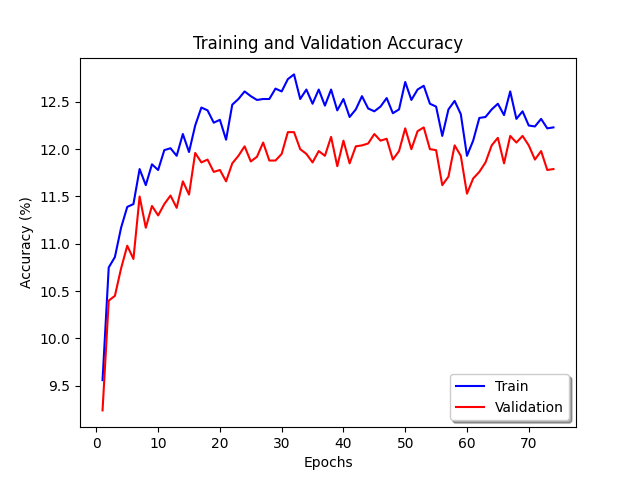 Training and Validation Accuracy
Accuracy (%)
12.5
12.0
11.5
11.0
10.5
10.0
9.5
0 10 20 30 40 50 60 70
Epochs
Train
Validation